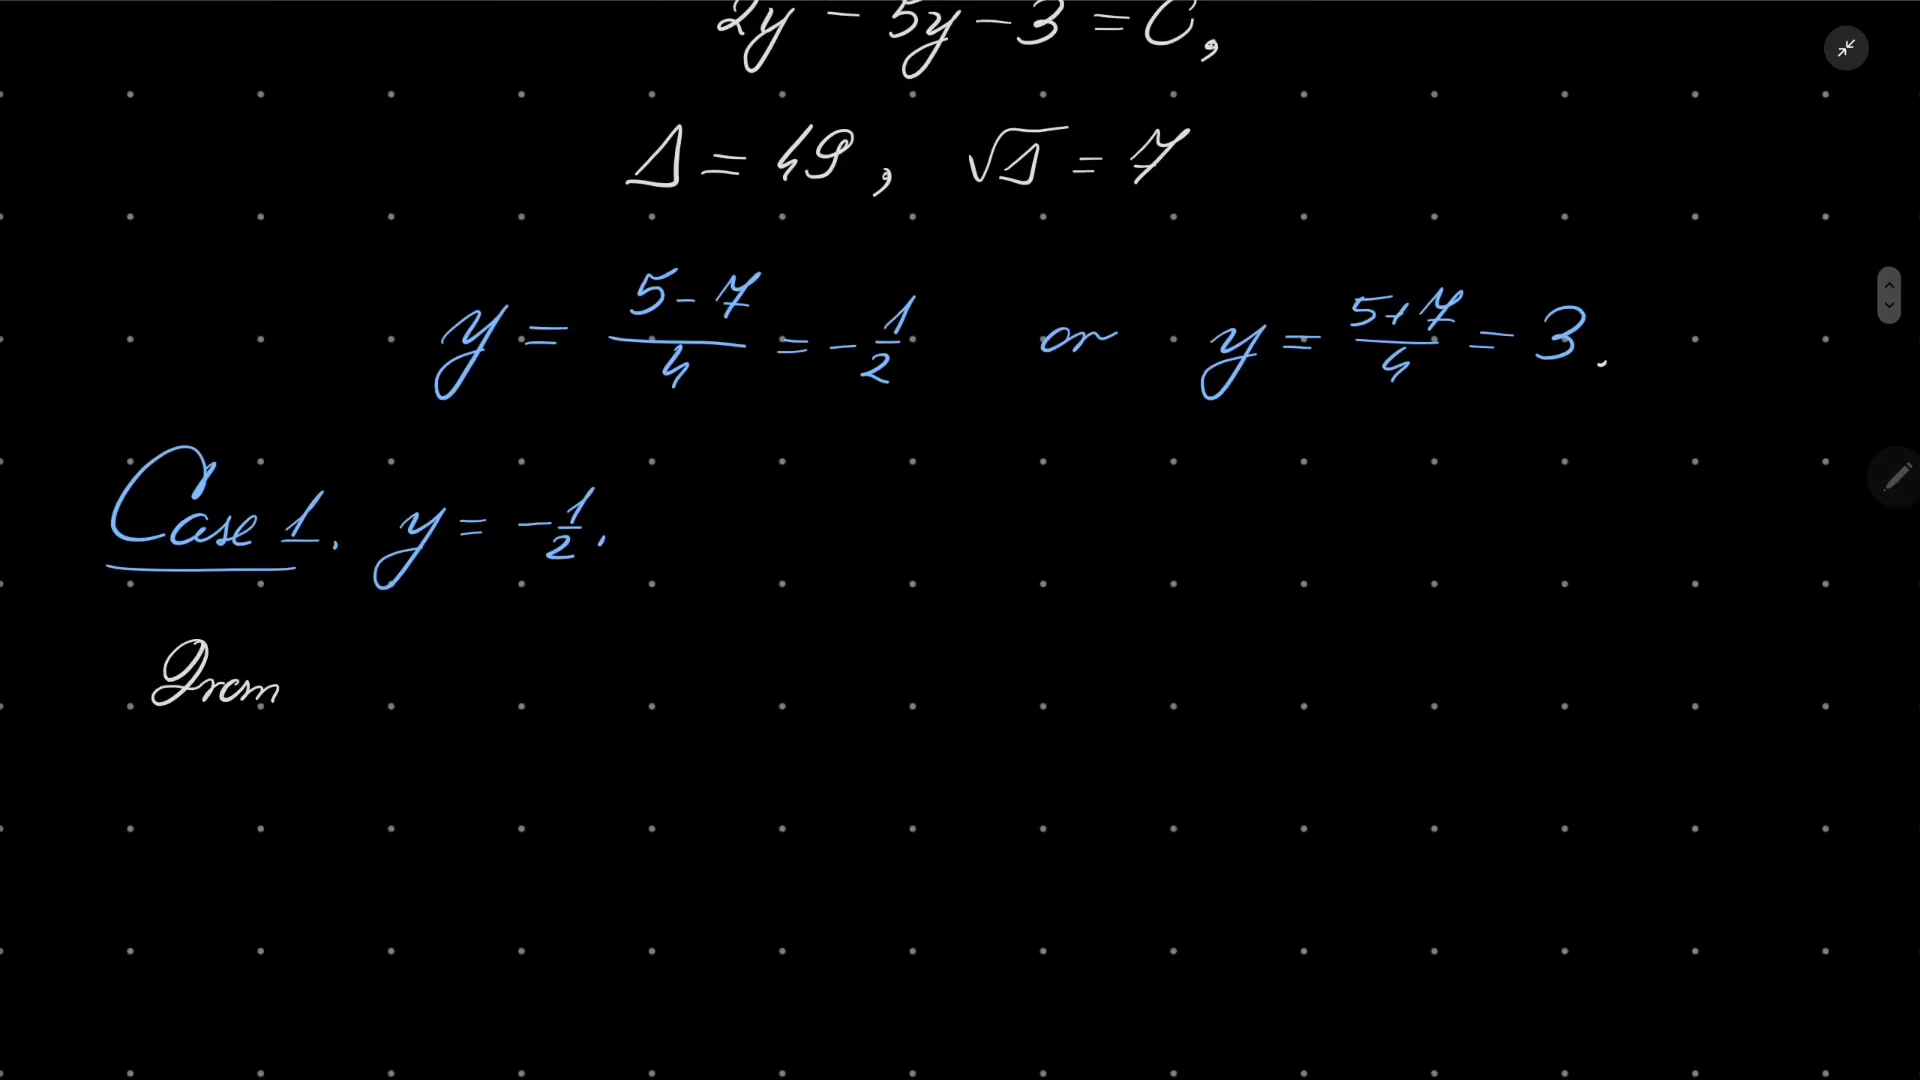 2y - 5y - 3 = 0,
Δ = 49, √Δ = 7
y = (5 - 7)/4 = -1/2 or y = (5 + 7)/4 = 3.
Case 1. y = -1/2.
From